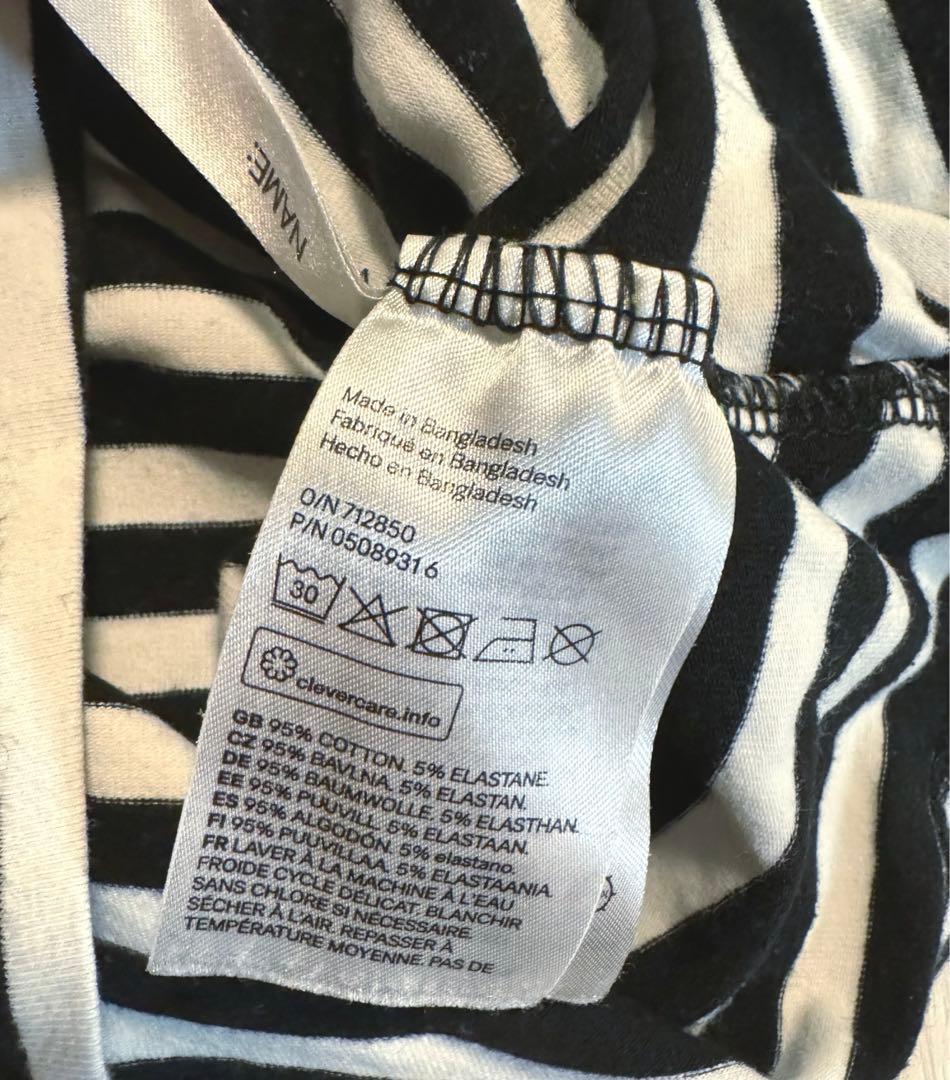 NAME:
Made in Bangladesh
Fabriqué en Bangladesh
Hecho en Bangladesh
O/N 712850
P/N 05089316
30
clevercare.info
GB 95% COTTON. 5% ELASTANE.
CZ 95% BAVLNA. 5% ELASTAN.
DE 95% BAUMWOLLE. 5% ELASTHAN.
EE 95% PUUVILL. 5% ELASTAAN.
ES 95% ALGODON. 5% elastano.
FI 95% PUUVILLAA. 5% ELASTAANIA
FR LAVER À LA MACHINE À L'EAU
FROIDE CYCLE DÉLICAT. BLANCHIR
SANS CHLORE SI NÉCESSAIRE.
SÉCHER À L'AIR. REPASSER À
TEMPÉRATURE MOYENNE. PAS DE